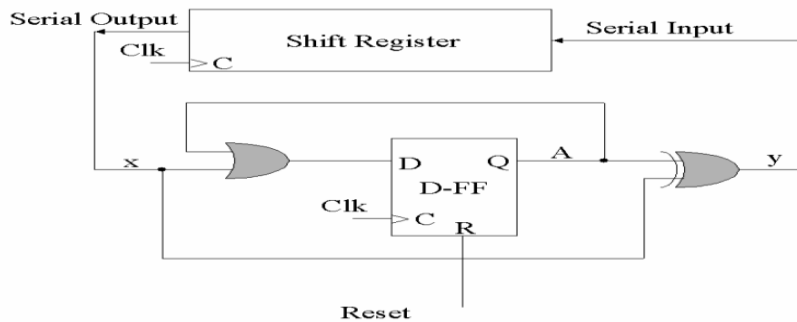 Serial Output
Shift Register
Serial Input
Clk
C
x
D
Q
A
y
D-FF
Clk
C
R
Reset